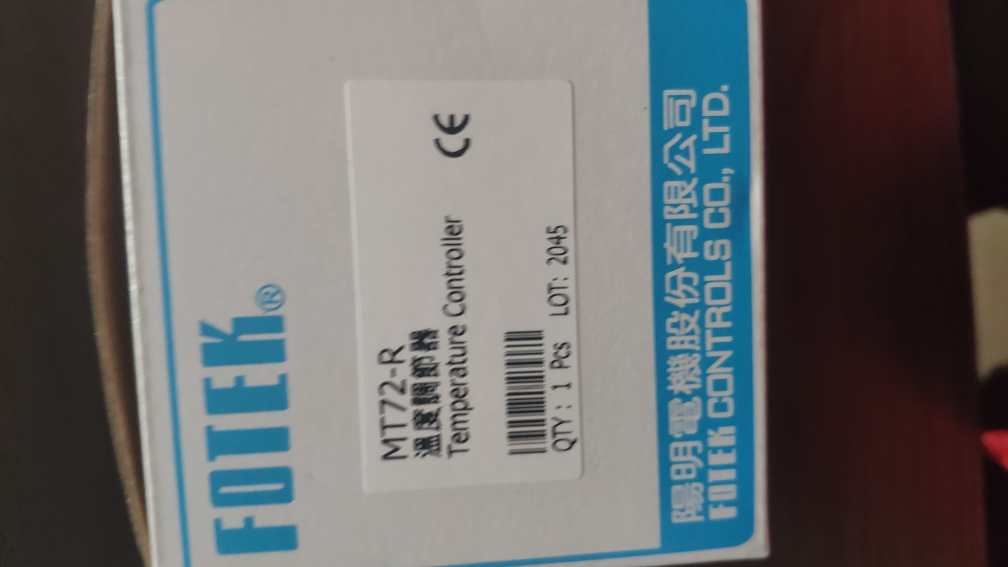 FOTEK®
MT72-R
溫度調節器
Temperature Controller
CE
QTY : 1 Pcs LOT: 2045
陽明電機股份有限公司
FOTEK CONTROLS CO., LTD.